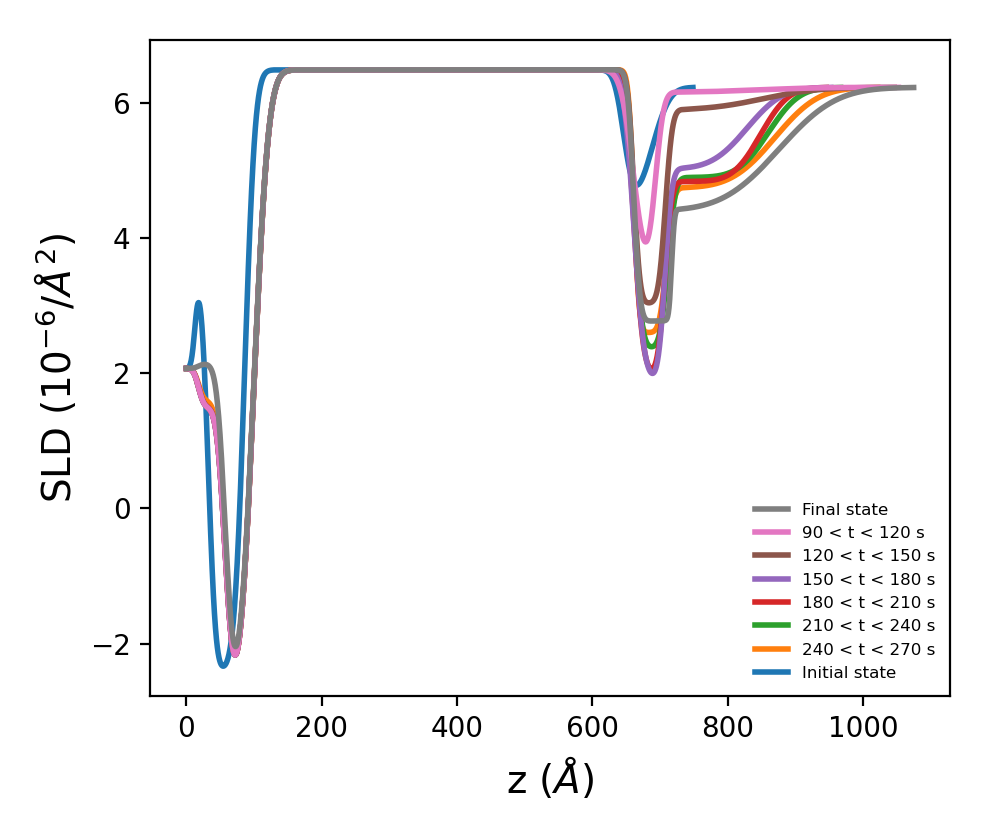 6
4
2
0
−2
SLD (10⁻⁶/Å²)
0 200 400 600 800 1000
z (Å)
Final state
90 < t < 120 s
120 < t < 150 s
150 < t < 180 s
180 < t < 210 s
210 < t < 240 s
240 < t < 270 s
Initial state